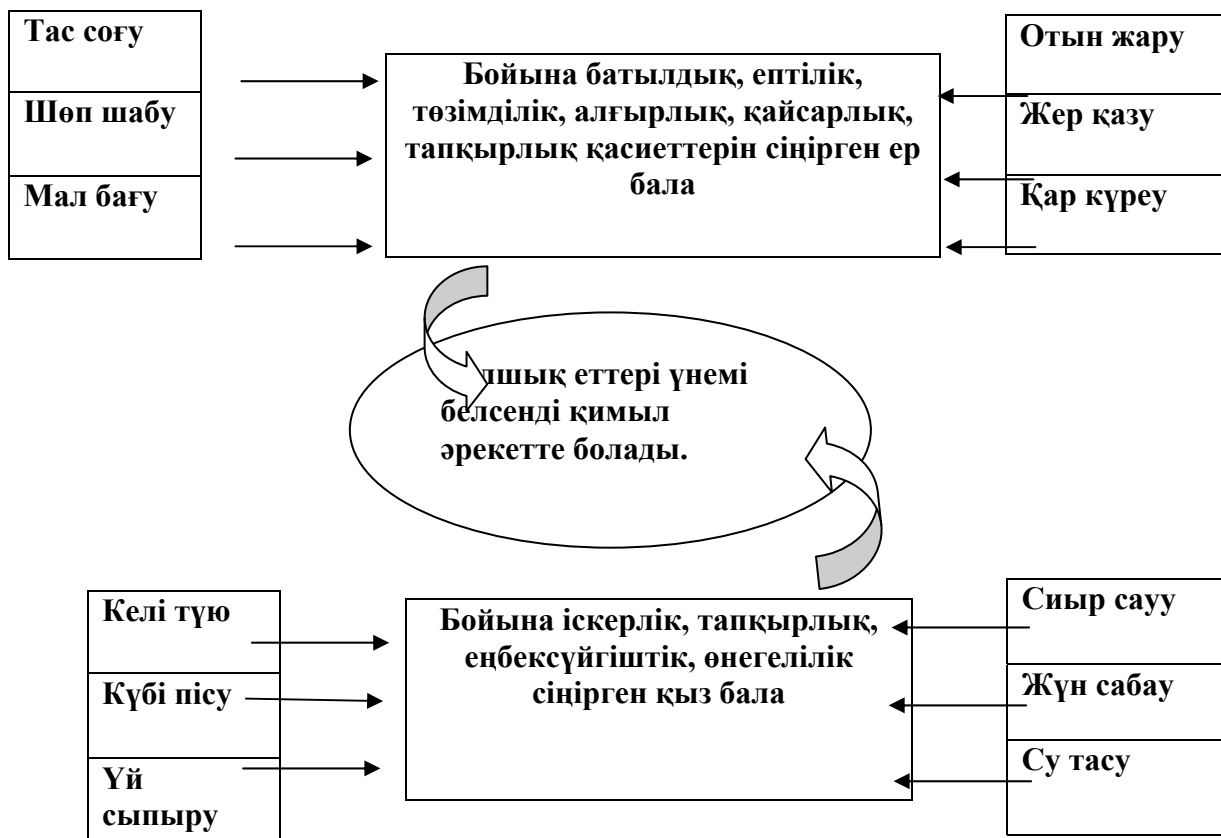 Тас соғу
Шөп шабу
Мал бағу
Бойына батылдық, ептілік,
төзімділік, алғырлық, қайсарлық,
тапқырлық қасиеттерін сіңірген ер
бала
Отын жару
Жер қазу
Қар күреу
еттері үнемі
белсенді қимыл
әрекетте болады.
Келі түю
Күбі пісу
Үй
сыпыру
Бойына іскерлік, тапқырлық,
еңбексүйгіштік, өнегелілік
сіңірген қыз бала
Сиыр сауу
Жүн сабау
Су тасу